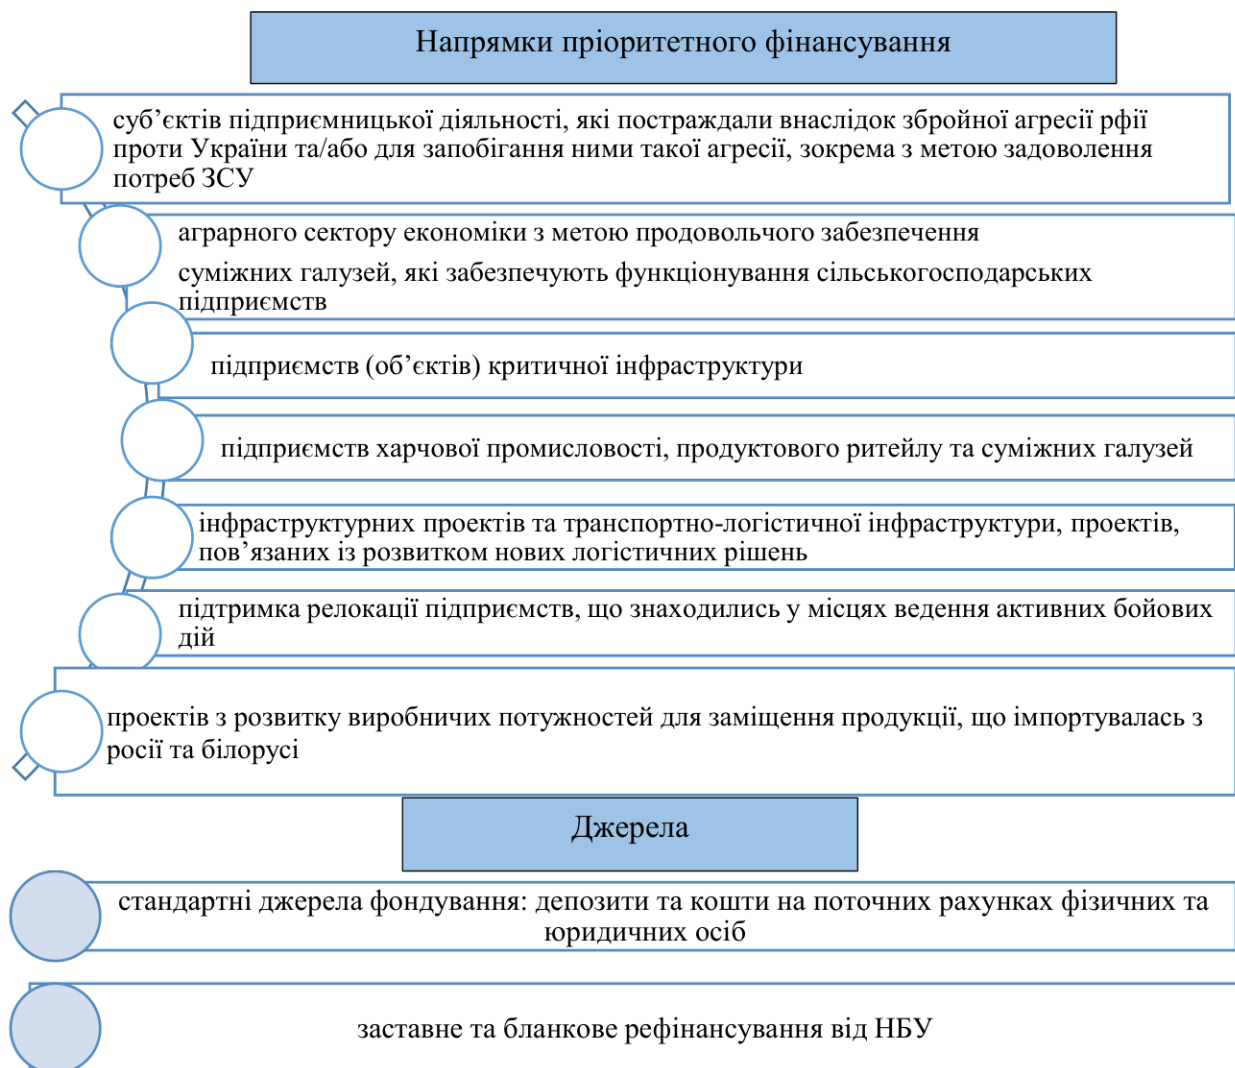 Напрямки пріоритетного фінансування
суб’єктів підприємницької діяльності, які постраждали внаслідок збройної агресії рфії
проти України та/або для запобігання ними такої агресії, зокрема з метою задоволення
потреб ЗСУ
аграрного сектору економіки з метою продовольчого забезпечення
суміжних галузей, які забезпечують функціонування сільськогосподарських
підприємств
підприємств (об’єктів) критичної інфраструктури
підприємств харчової промисловості, продуктового ритейлу та суміжних галузей
інфраструктурних проектів та транспортно-логістичної інфраструктури, проектів,
пов’язаних із розвитком нових логістичних рішень
підтримка релокації підприємств, що знаходились у місцях ведення активних бойових
дій
проектів з розвитку виробничих потужностей для заміщення продукції, що імпортувалась з
росії та білорусі
Джерела
стандартні джерела фондування: депозити та кошти на поточних рахунках фізичних та
юридичних осіб
заставне та бланкове рефінансування від НБУ